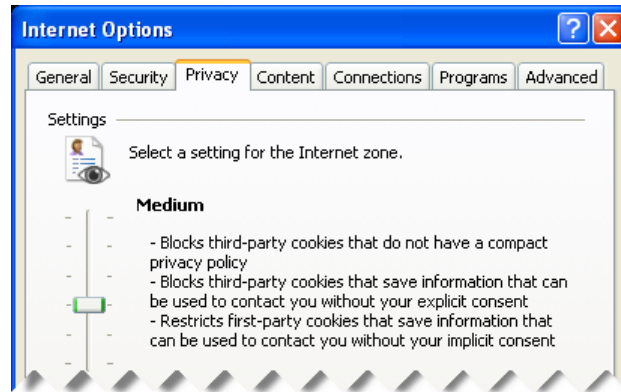 Internet Options
General Security Privacy Content Connections Programs Advanced
Settings
Select a setting for the Internet zone.
Medium
- Blocks third-party cookies that do not have a compact
privacy policy
- Blocks third-party cookies that save information that can
be used to contact you without your explicit consent
- Restricts first-party cookies that save information that
can be used to contact you without your implicit consent